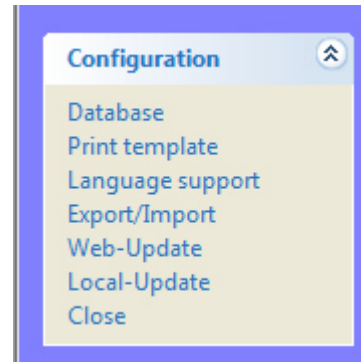 Configuration
Database
Print template
Language support
Export/Import
Web-Update
Local-Update
Close